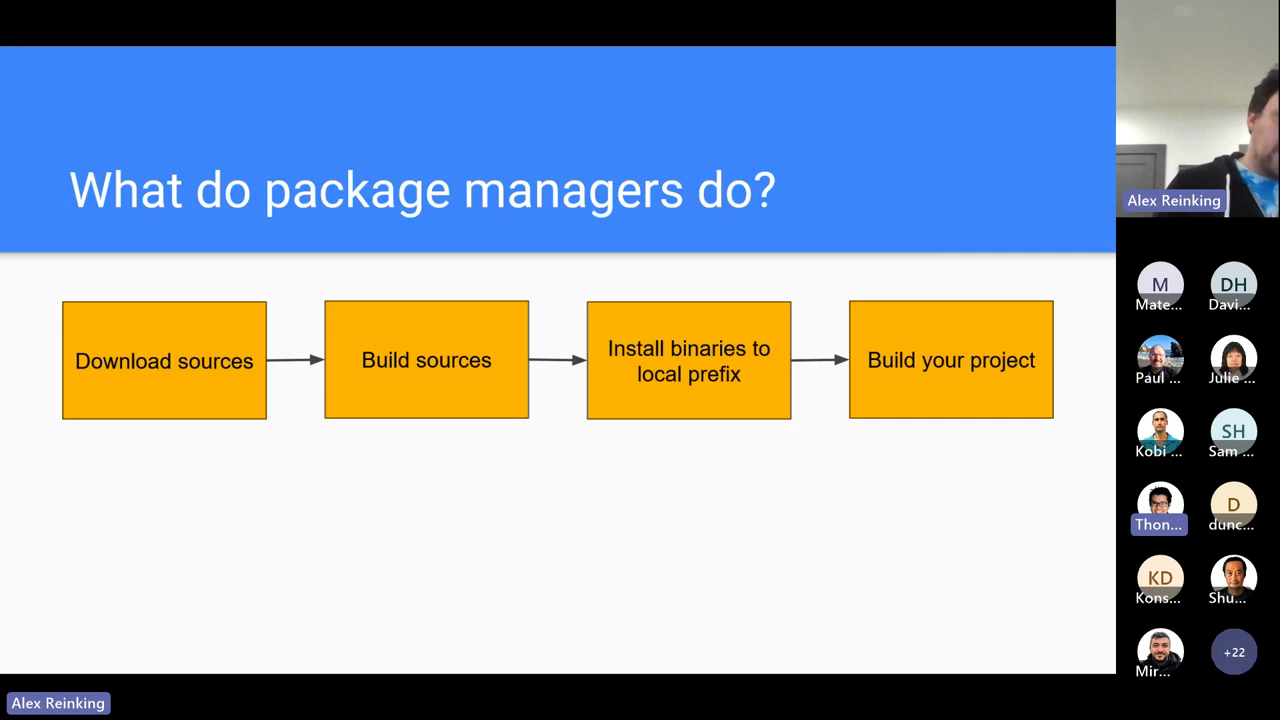 What do package managers do?
Download sources
Build sources
Install binaries to
local prefix
Build your project
Alex Reinking
M
Mate...
DH
Davi...
Paul ...
Julie ...
Kobi ...
SH
Sam ...
Thon...
D
dunc...
KD
Kons...
Shu...
Mir...
+22
Alex Reinking